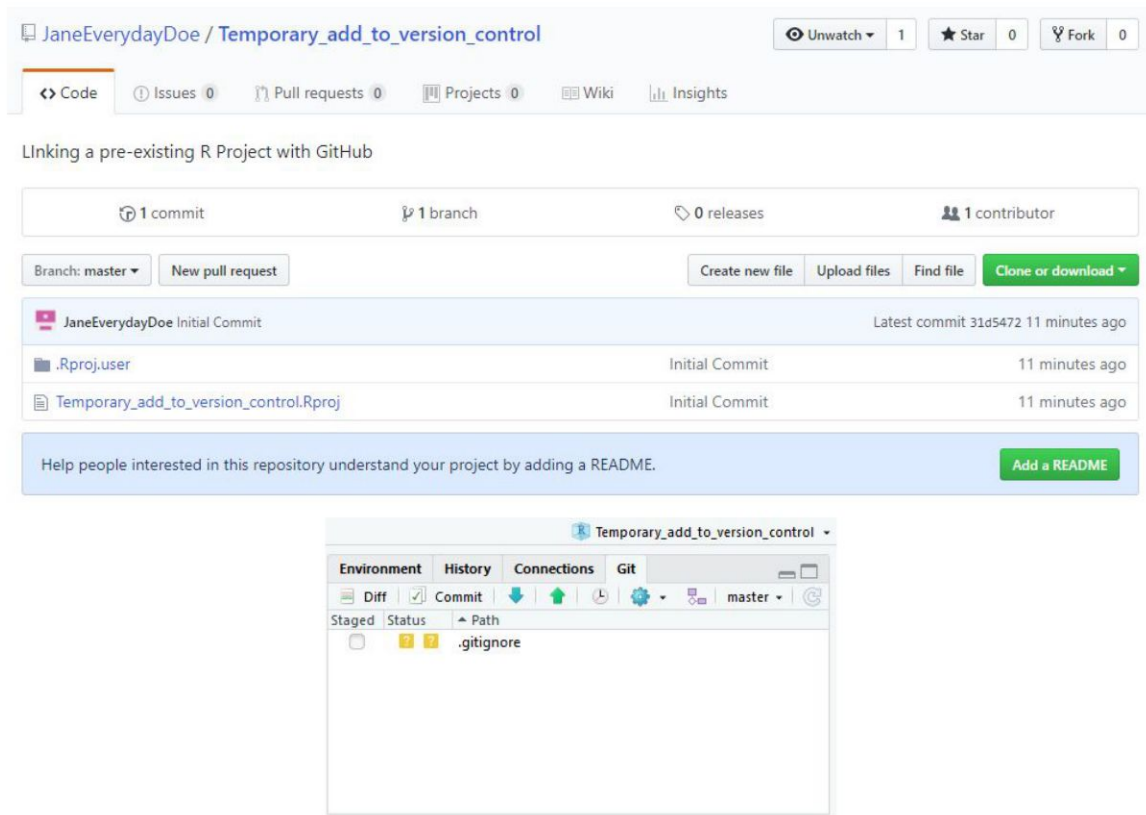 JaneEverydayDoe / Temporary_add_to_version_control Unwatch 1 Star 0 Fork 0
Code Issues 0 Pull requests 0 Projects 0 Wiki Insights
LInking a pre-existing R Project with GitHub
1 commit 1 branch 0 releases 1 contributor
Branch: master New pull request Create new file Upload files Find file Clone or download
JaneEverydayDoe Initial Commit Latest commit 31d5472 11 minutes ago
.Rproj.user Initial Commit 11 minutes ago
Temporary_add_to_version_control.Rproj Initial Commit 11 minutes ago
Help people interested in this repository understand your project by adding a README. Add a README
R Temporary_add_to_version_control
Environment History Connections Git
Diff Commit master
Staged Status Path
? ? .gitignore